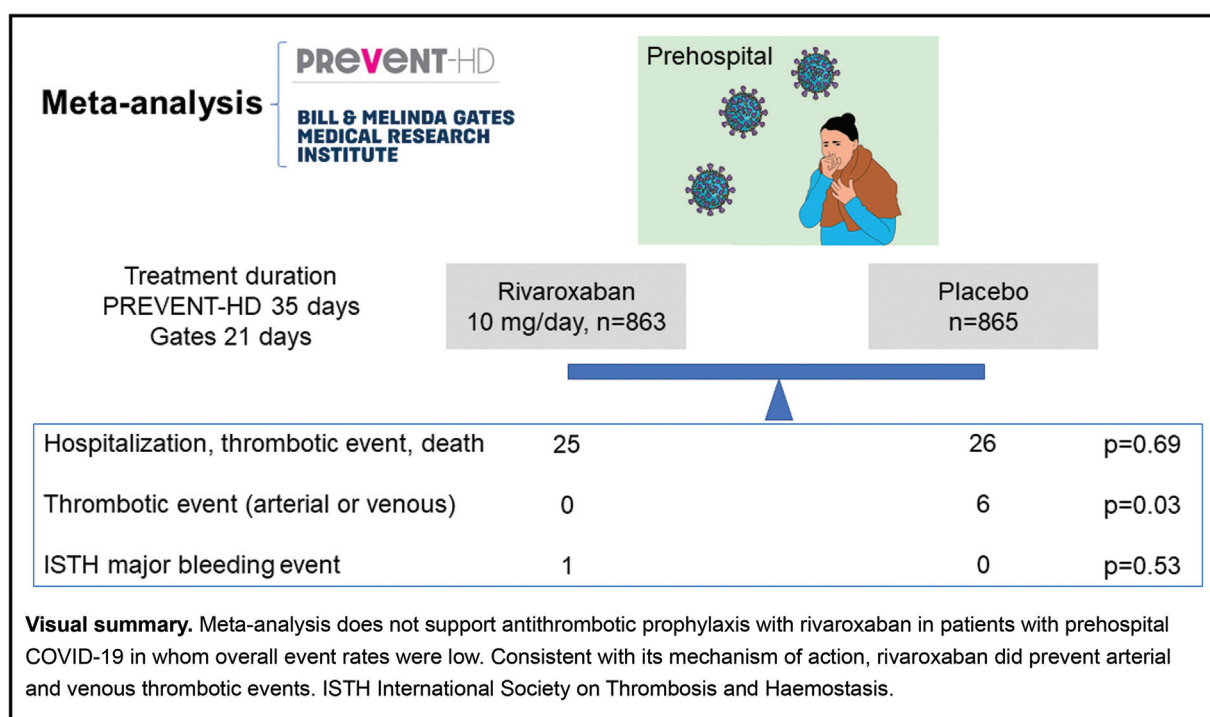 Meta-analysis
PREVENT-HD
BILL & MELINDA GATES
MEDICAL RESEARCH
INSTITUTE
Prehospital
Treatment duration
PREVENT-HD 35 days
Gates 21 days
Rivaroxaban
10 mg/day, n=863
Placebo
n=865
Hospitalization, thrombotic event, death 25 26 p=0.69
Thrombotic event (arterial or venous) 0 6 p=0.03
ISTH major bleeding event 1 0 p=0.53
Visual summary. Meta-analysis does not support antithrombotic prophylaxis with rivaroxaban in patients with prehospital
COVID-19 in whom overall event rates were low. Consistent with its mechanism of action, rivaroxaban did prevent arterial
and venous thrombotic events. ISTH International Society on Thrombosis and Haemostasis.